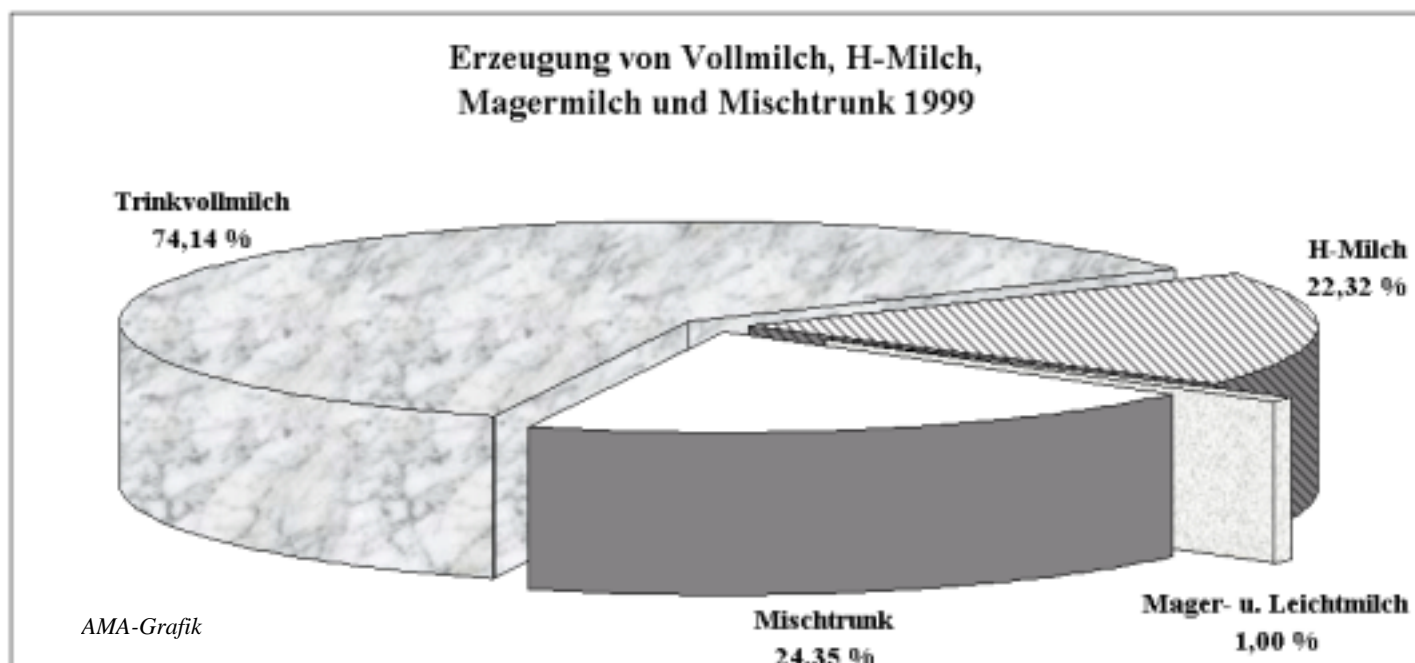 Erzeugung von Vollmilch, H-Milch,
Magermilch und Mischtrunk 1999
Trinkvollmilch
74,14 %
H-Milch
22,32 %
Mager- u. Leichtmilch
1,00 %
Mischtrunk
24,35 %
AMA-Grafik